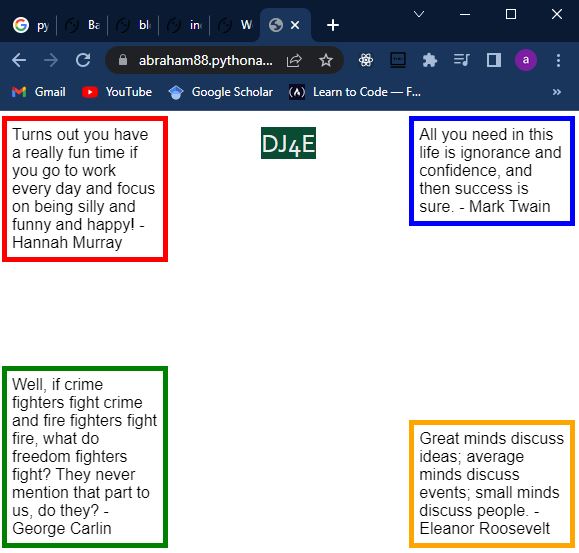 py
Ba
bl
in
W
abraham88.pythona...
a
Gmail
YouTube
Google Scholar
Learn to Code — F...
»
Turns out you have
a really fun time if
you go to work
every day and focus
on being silly and
funny and happy! -
Hannah Murray
DJ4E
All you need in this
life is ignorance and
confidence, and
then success is
sure. - Mark Twain
Well, if crime
fighters fight crime
and fire fighters fight
fire, what do
freedom fighters
fight? They never
mention that part to
us, do they? -
George Carlin
Great minds discuss
ideas; average
minds discuss
events; small minds
discuss people. -
Eleanor Roosevelt